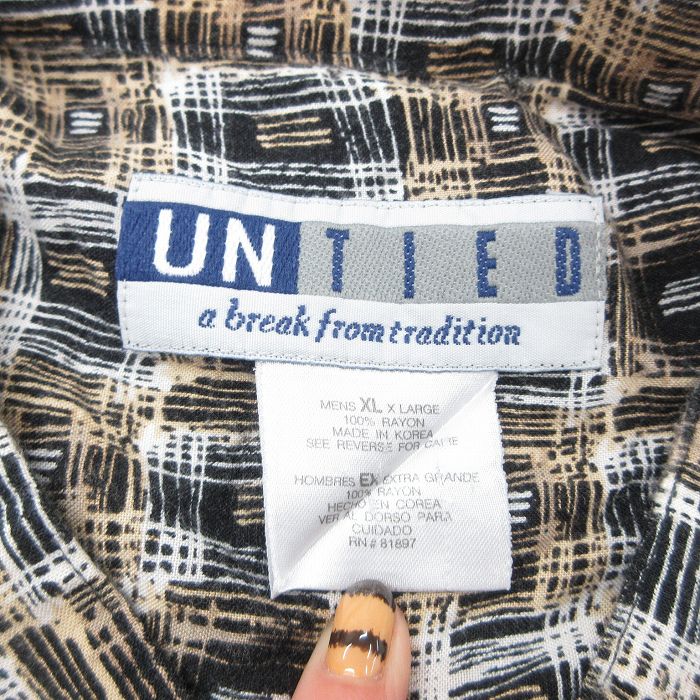 UNTIED
a break from tradition
MENS XL X LARGE
100% RAYON
MADE IN KOREA
SEE REVERSE FOR CARE
HOMBRES EX EXTRA GRANDE
100% RAYON
HECHO EN COREA
VER AL DORSO PARA
CUIDADO
RN# 81897